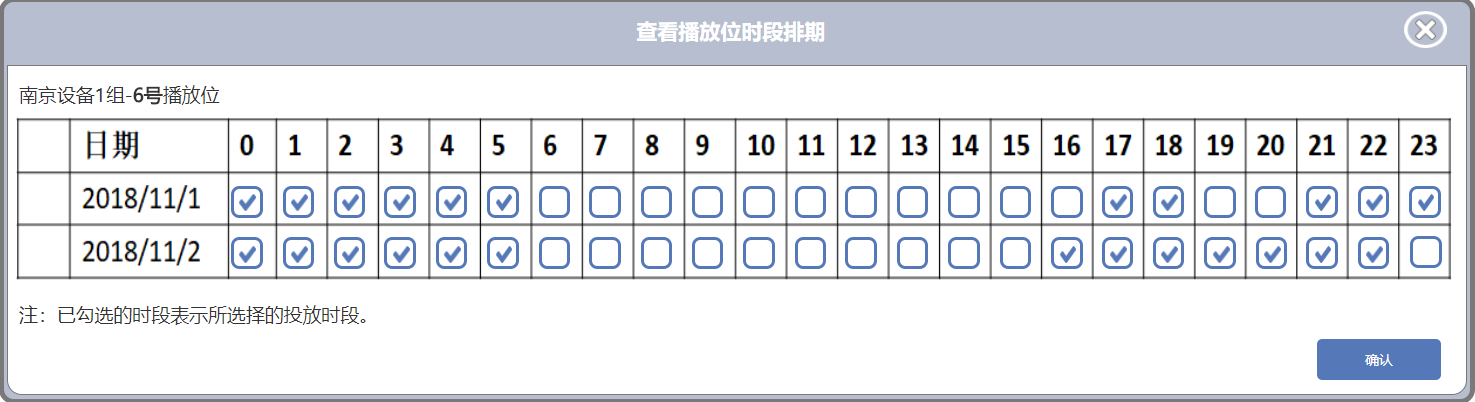 查看播放位时段排期
南京设备1组-6号播放位
日期 0 1 2 3 4 5 6 7 8 9 10 11 12 13 14 15 16 17 18 19 20 21 22 23
2018/11/1
2018/11/2
注：已勾选的时段表示所选择的投放时段。
确认